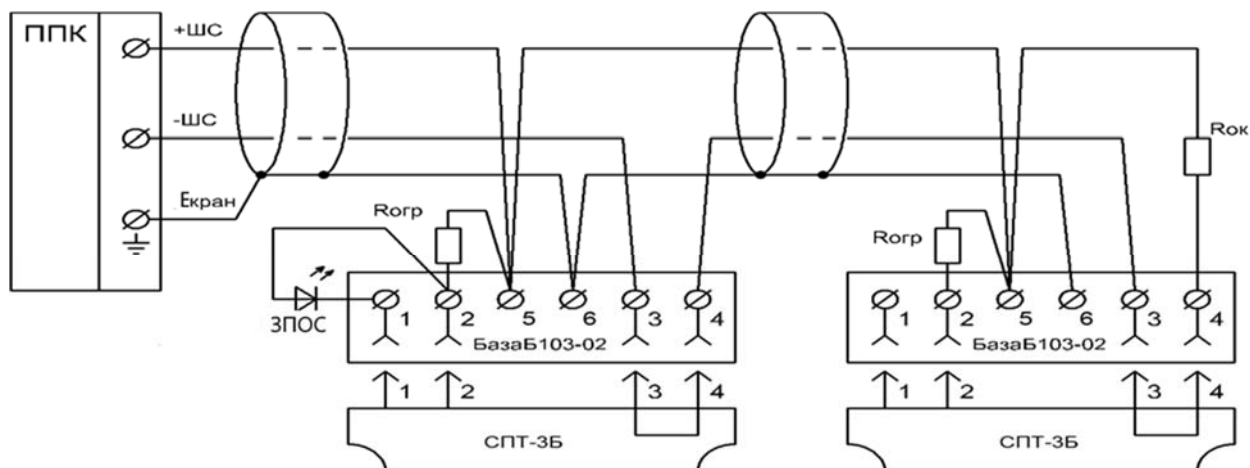 ППК
+ШС
-ШС
Екран
Rогр
Rогр
Rок
ЗПОС
1 2 5 6 3 4
БазаБ103-02
1 2 5 6 3 4
БазаБ103-02
1 2 3 4
СПТ-3Б
1 2 3 4
СПТ-3Б